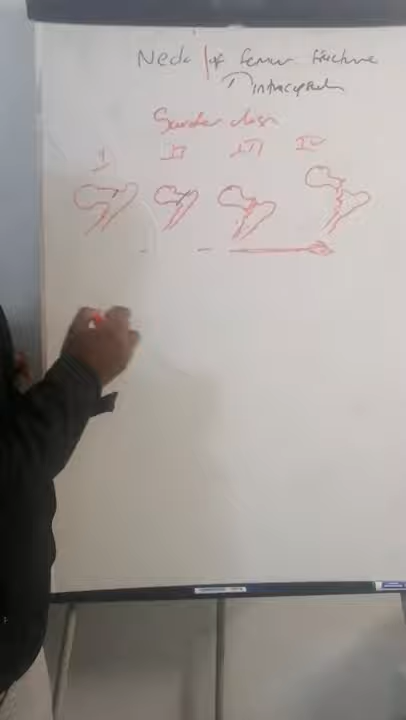 Neck of femur fracture
intracapsular
Garden class
I II III IV